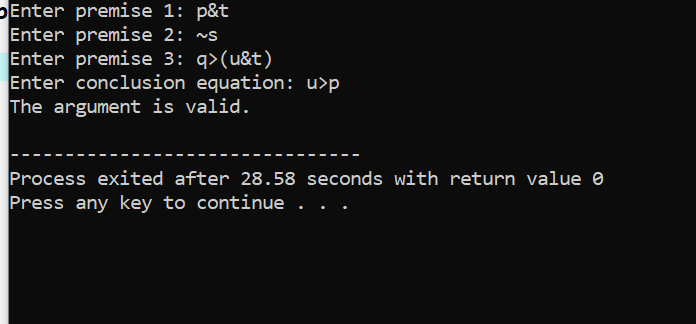 Enter premise 1: p&t
Enter premise 2: ~s
Enter premise 3: q>(u&t)
Enter conclusion equation: u>p
The argument is valid.
--------------------------------
Process exited after 28.58 seconds with return value 0
Press any key to continue . . .